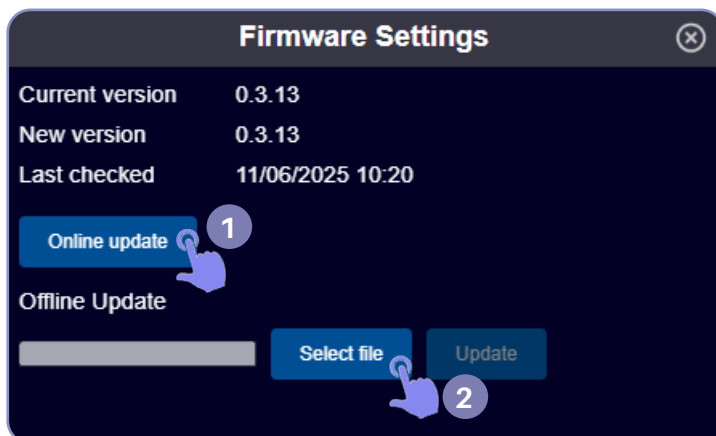 Firmware Settings
Current version 0.3.13
New version 0.3.13
Last checked 11/06/2025 10:20
Online update 1
Offline Update
Select file Update
2